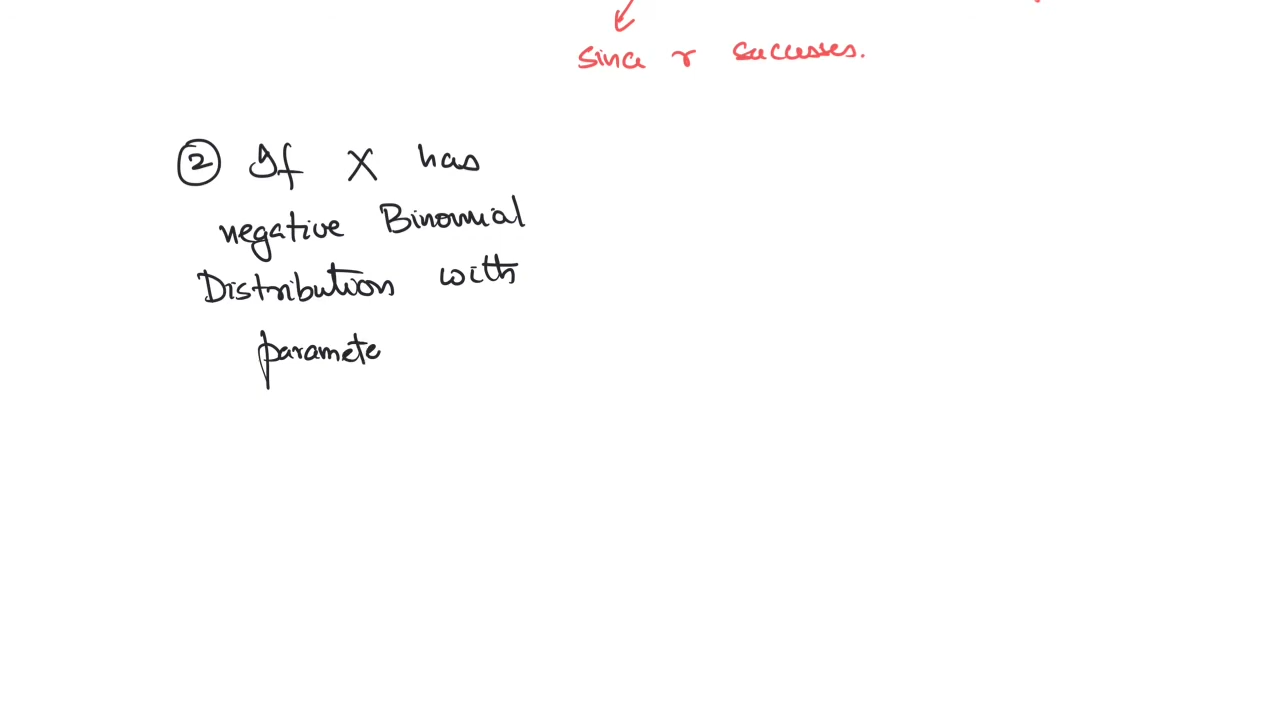 since r successes.
② If X has
negative Binomial
Distribution with
paramete